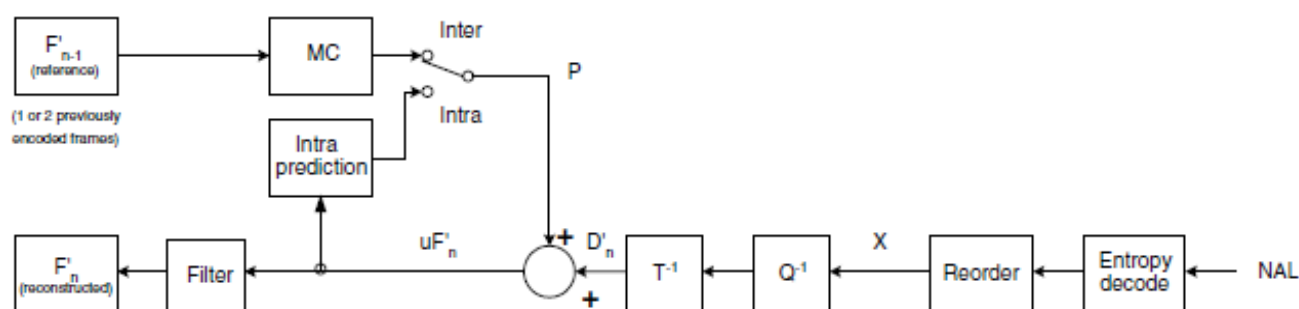 F'n-1
(reference)
(1 or 2 previously
encoded frames)
MC
Inter
Intra
P
Intra
prediction
F'n
(reconstructed)
Filter
uF'n
+
+
D'n
T-1
Q-1
X
Reorder
Entropy
decode
NAL